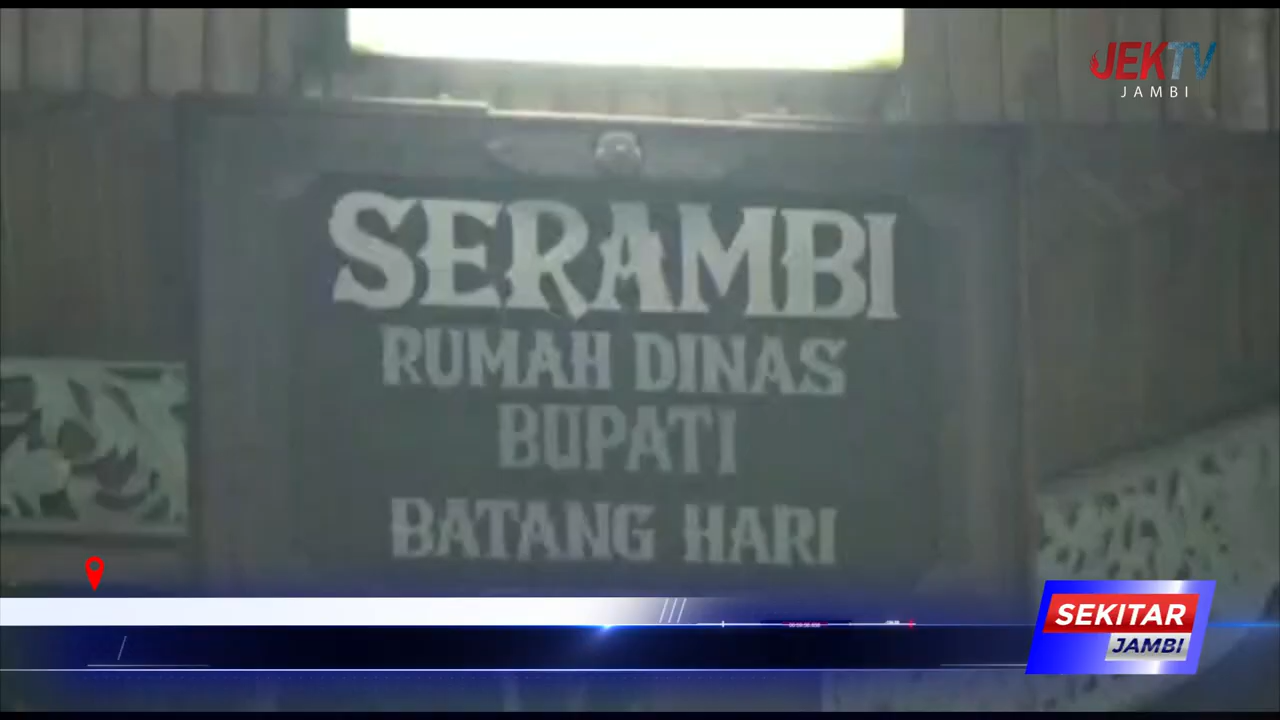 JEKTV
JAMBI
SERAMBI
RUMAH DINAS
BUPATI
BATANG HARI
SEKITAR
JAMBI